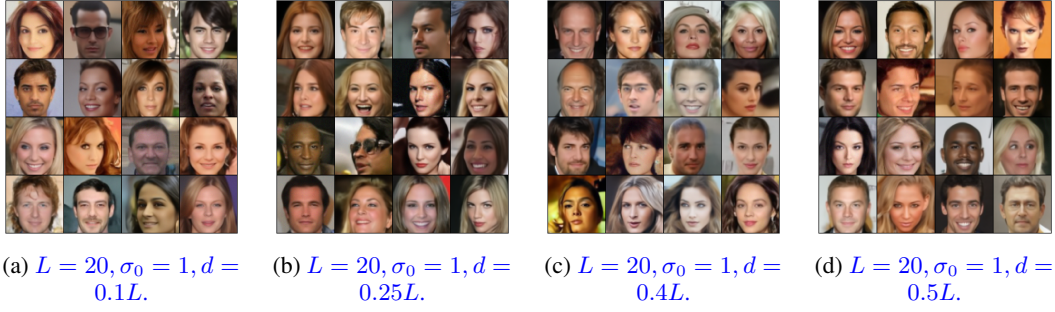 (a) L = 20, σ₀ = 1, d =
0.1L.
(b) L = 20, σ₀ = 1, d =
0.25L.
(c) L = 20, σ₀ = 1, d =
0.4L.
(d) L = 20, σ₀ = 1, d =
0.5L.